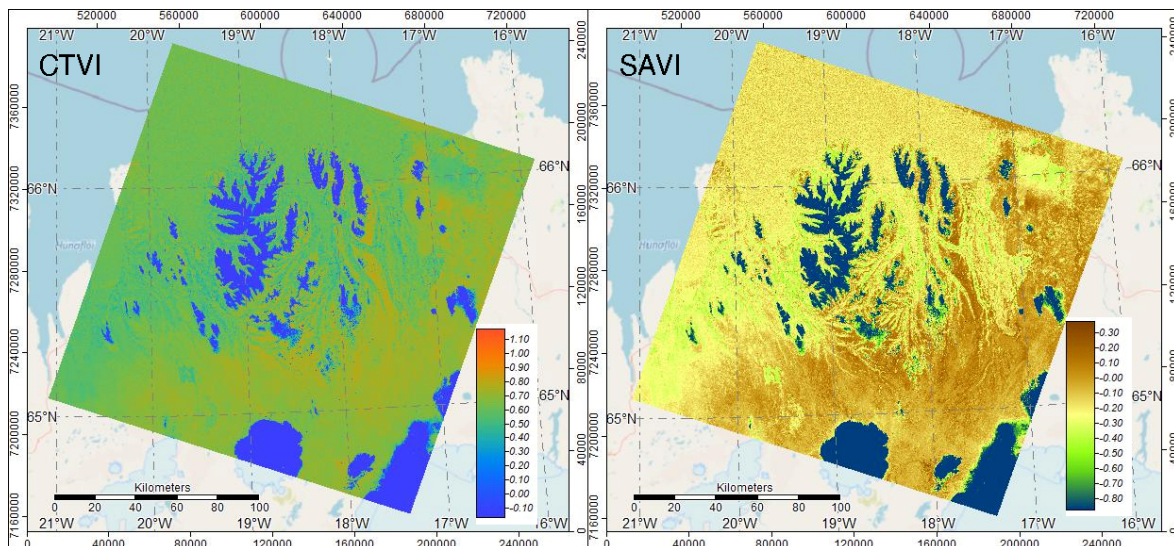 520000 560000 600000 640000 680000 720000
21°W 20°W 19°W 18°W 17°W 16°W
CTVI
240000
200000
160000
120000
80000
40000
0
7360000
7320000
7280000
7240000
7200000
7160000
66°N
66°N
65°N
65°N
Húnaflói
1.10
1.00
0.90
0.80
0.70
0.60
0.50
0.40
0.30
0.20
0.10
0.00
-0.10
Kilometers
0 20 40 60 80 100
21°W 20°W 19°W 18°W 17°W 16°W
0 40000 80000 120000 160000 200000 240000
520000 560000 600000 640000 680000 720000
21°W 20°W 19°W 18°W 17°W 16°W
SAVI
7360000
7320000
7280000
7240000
7200000
7160000
66°N
66°N
65°N
65°N
0.30
0.20
0.10
-0.00
-0.10
-0.20
-0.30
-0.40
-0.50
-0.60
-0.70
-0.80
Kilometers
0 20 40 60 80 100
21°W 20°W 19°W 18°W 17°W 16°W
0 40000 80000 120000 160000 200000 240000